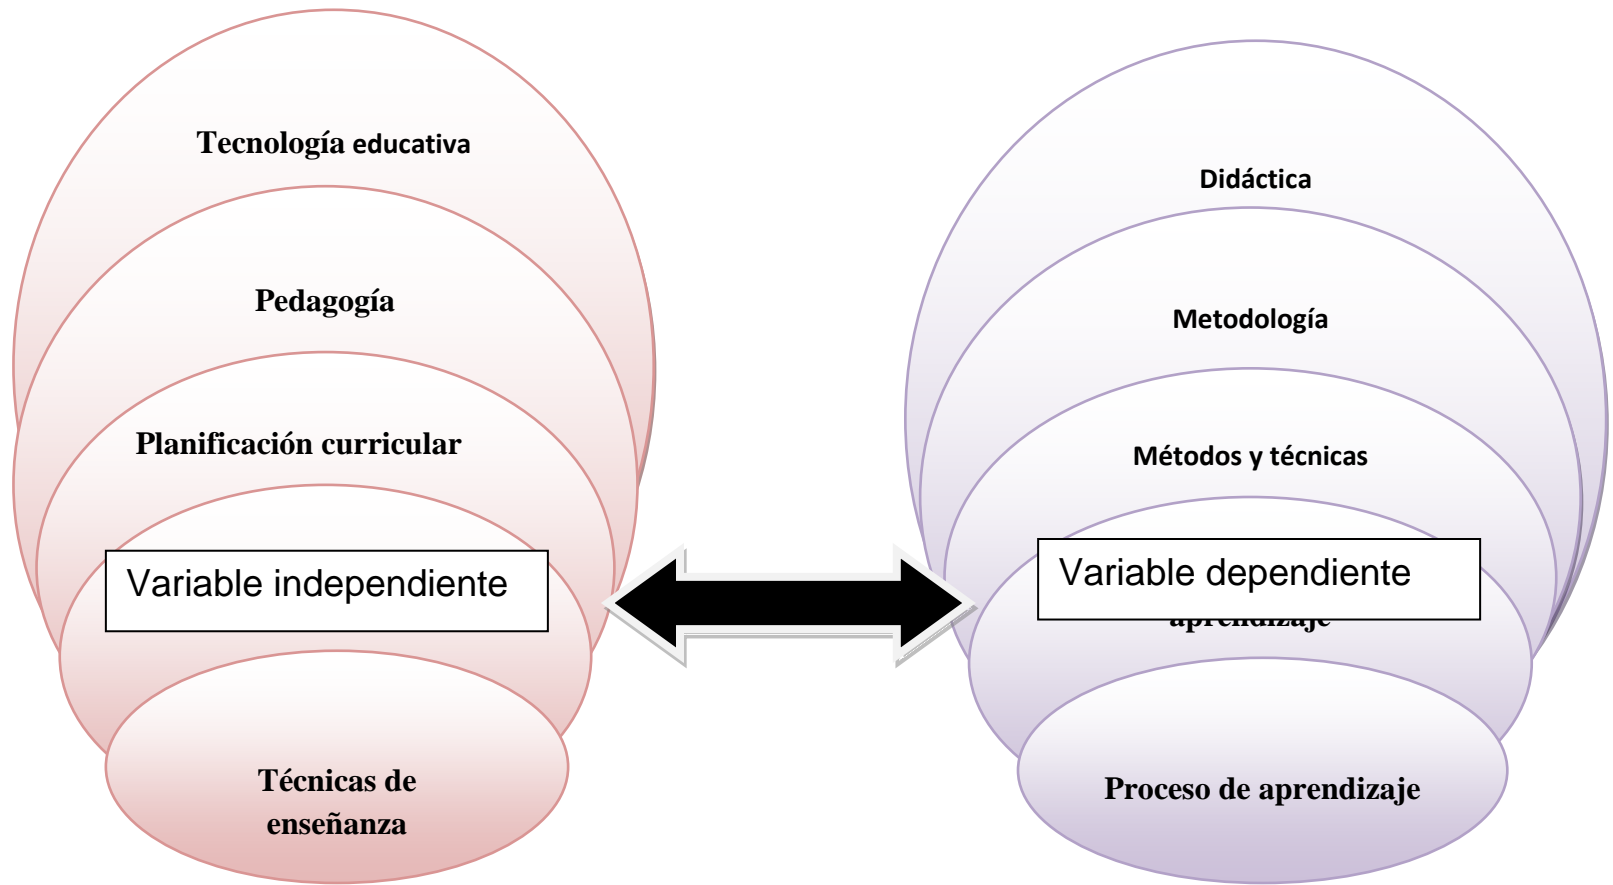 Tecnología educativa
Pedagogía
Planificación curricular
Variable independiente
Técnicas de
enseñanza
Didáctica
Metodología
Métodos y técnicas
Variable dependiente
aprendizaje
Proceso de aprendizaje